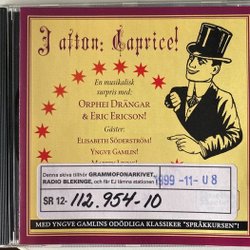 I afton: Caprice!
En musikalisk
surpris med:
ORPHEI DRÄNGAR
& ERIC ERICSON!
Gäster:
ELISABETH SÖDERSTRÖM!
YNGVE GAMLIN!
Denna skiva tillhör GRAMMOFONARKIVET,
RADIO BLEKINGE, och får EJ lämna stationen
1999 -11- 08
SR 12- 112.954-10
MED YNGVE GAMLINS ODÖDLIGA KLASSIKER "SPRÅKKURSEN"!